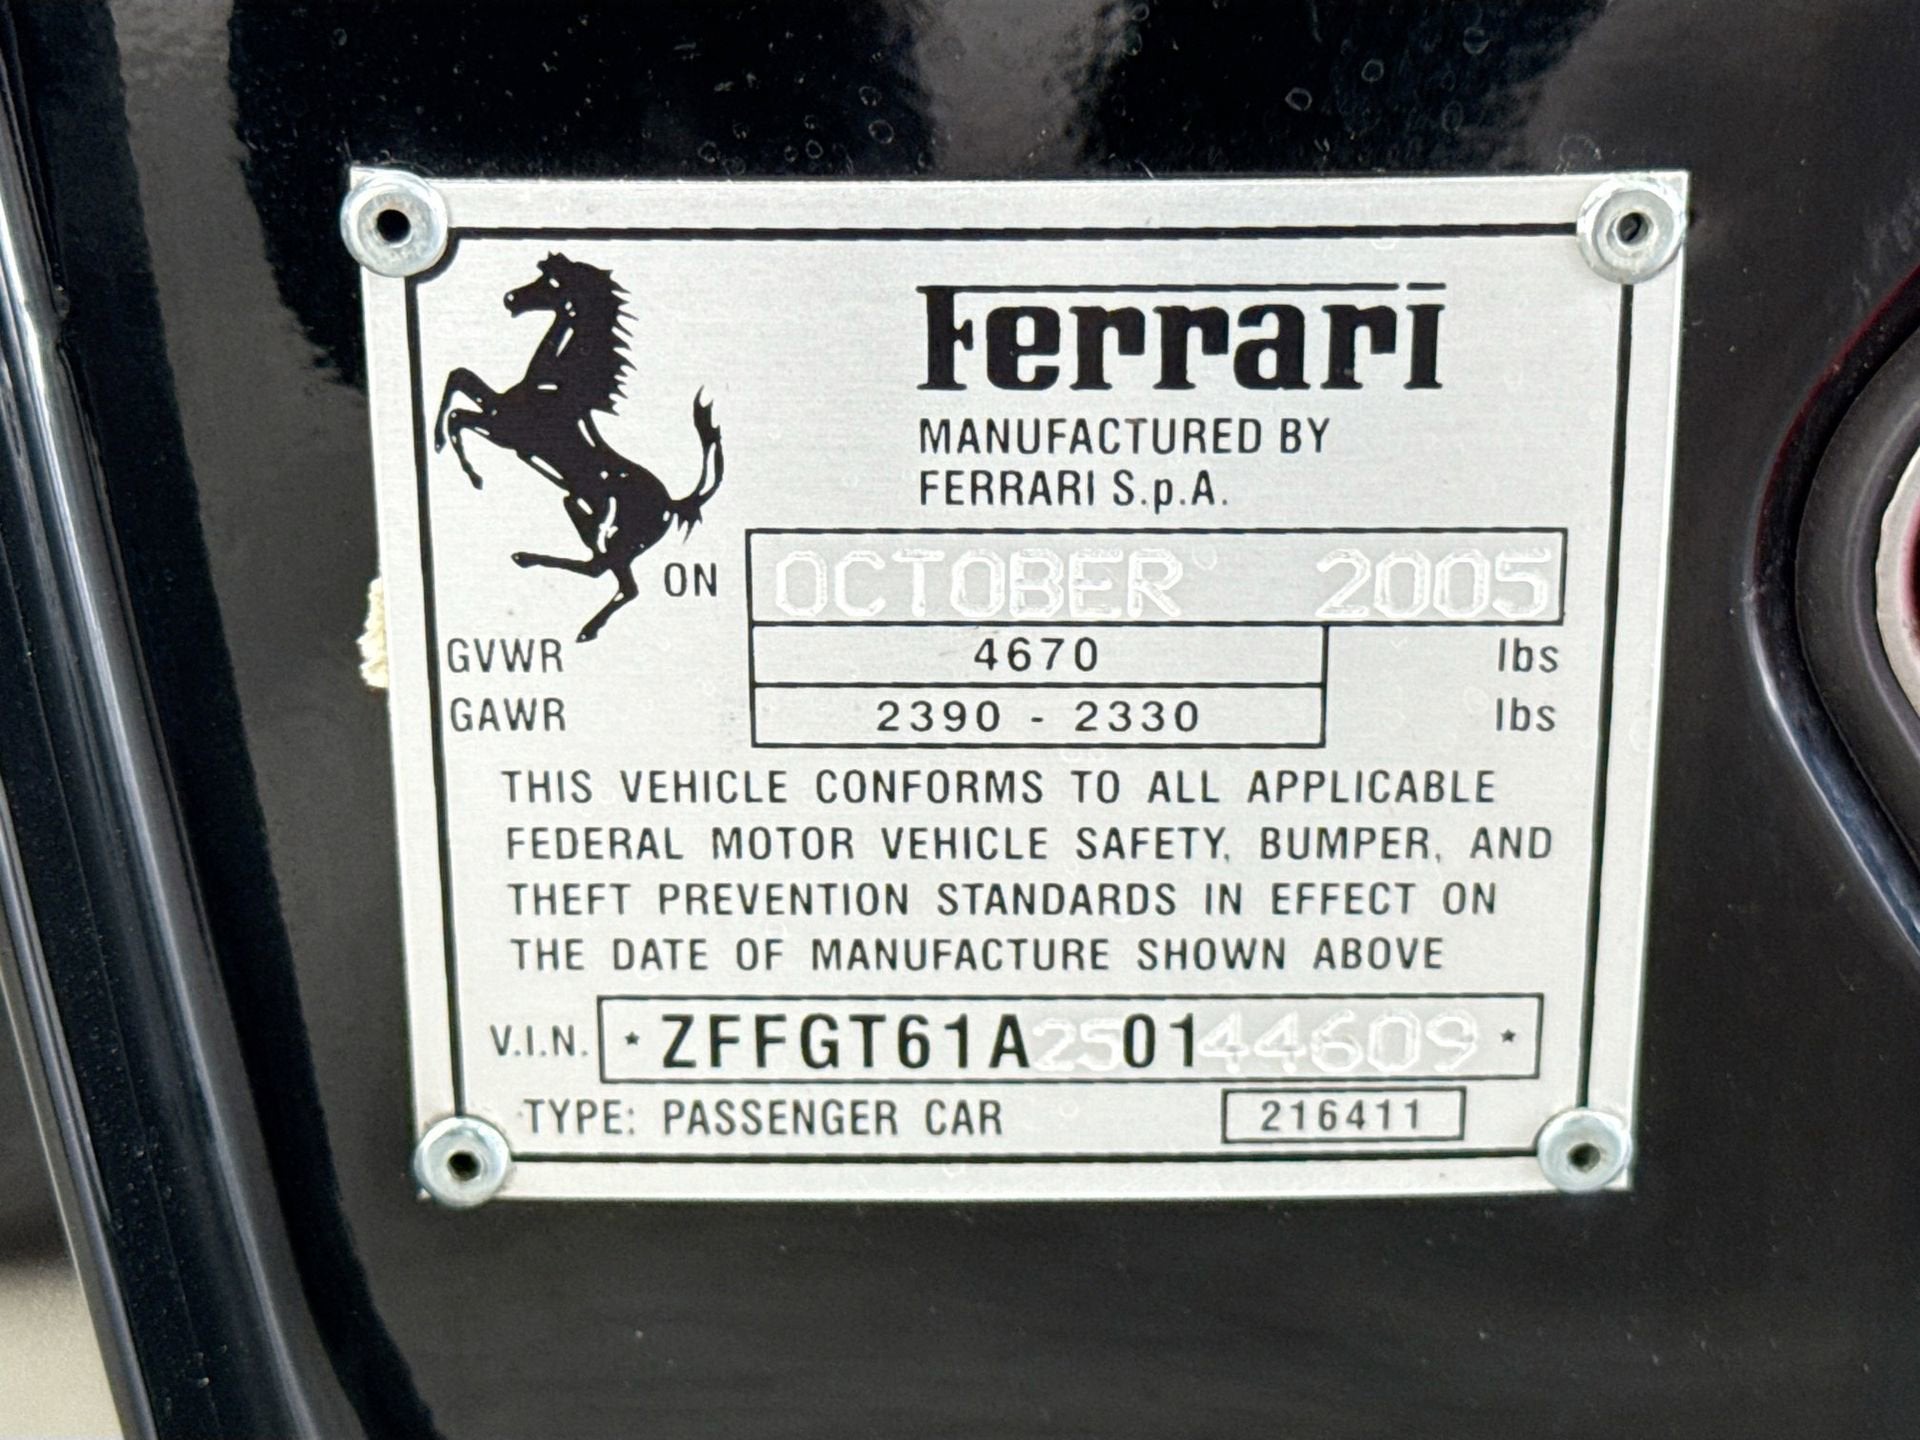 Ferrari
MANUFACTURED BY
FERRARI S.p.A.
ON OCTOBER 2005
GVWR 4670 lbs
GAWR 2390 - 2330 lbs
THIS VEHICLE CONFORMS TO ALL APPLICABLE
FEDERAL MOTOR VEHICLE SAFETY, BUMPER, AND
THEFT PREVENTION STANDARDS IN EFFECT ON
THE DATE OF MANUFACTURE SHOWN ABOVE
V.I.N. * ZFFGT61A250144609 *
TYPE: PASSENGER CAR 216411